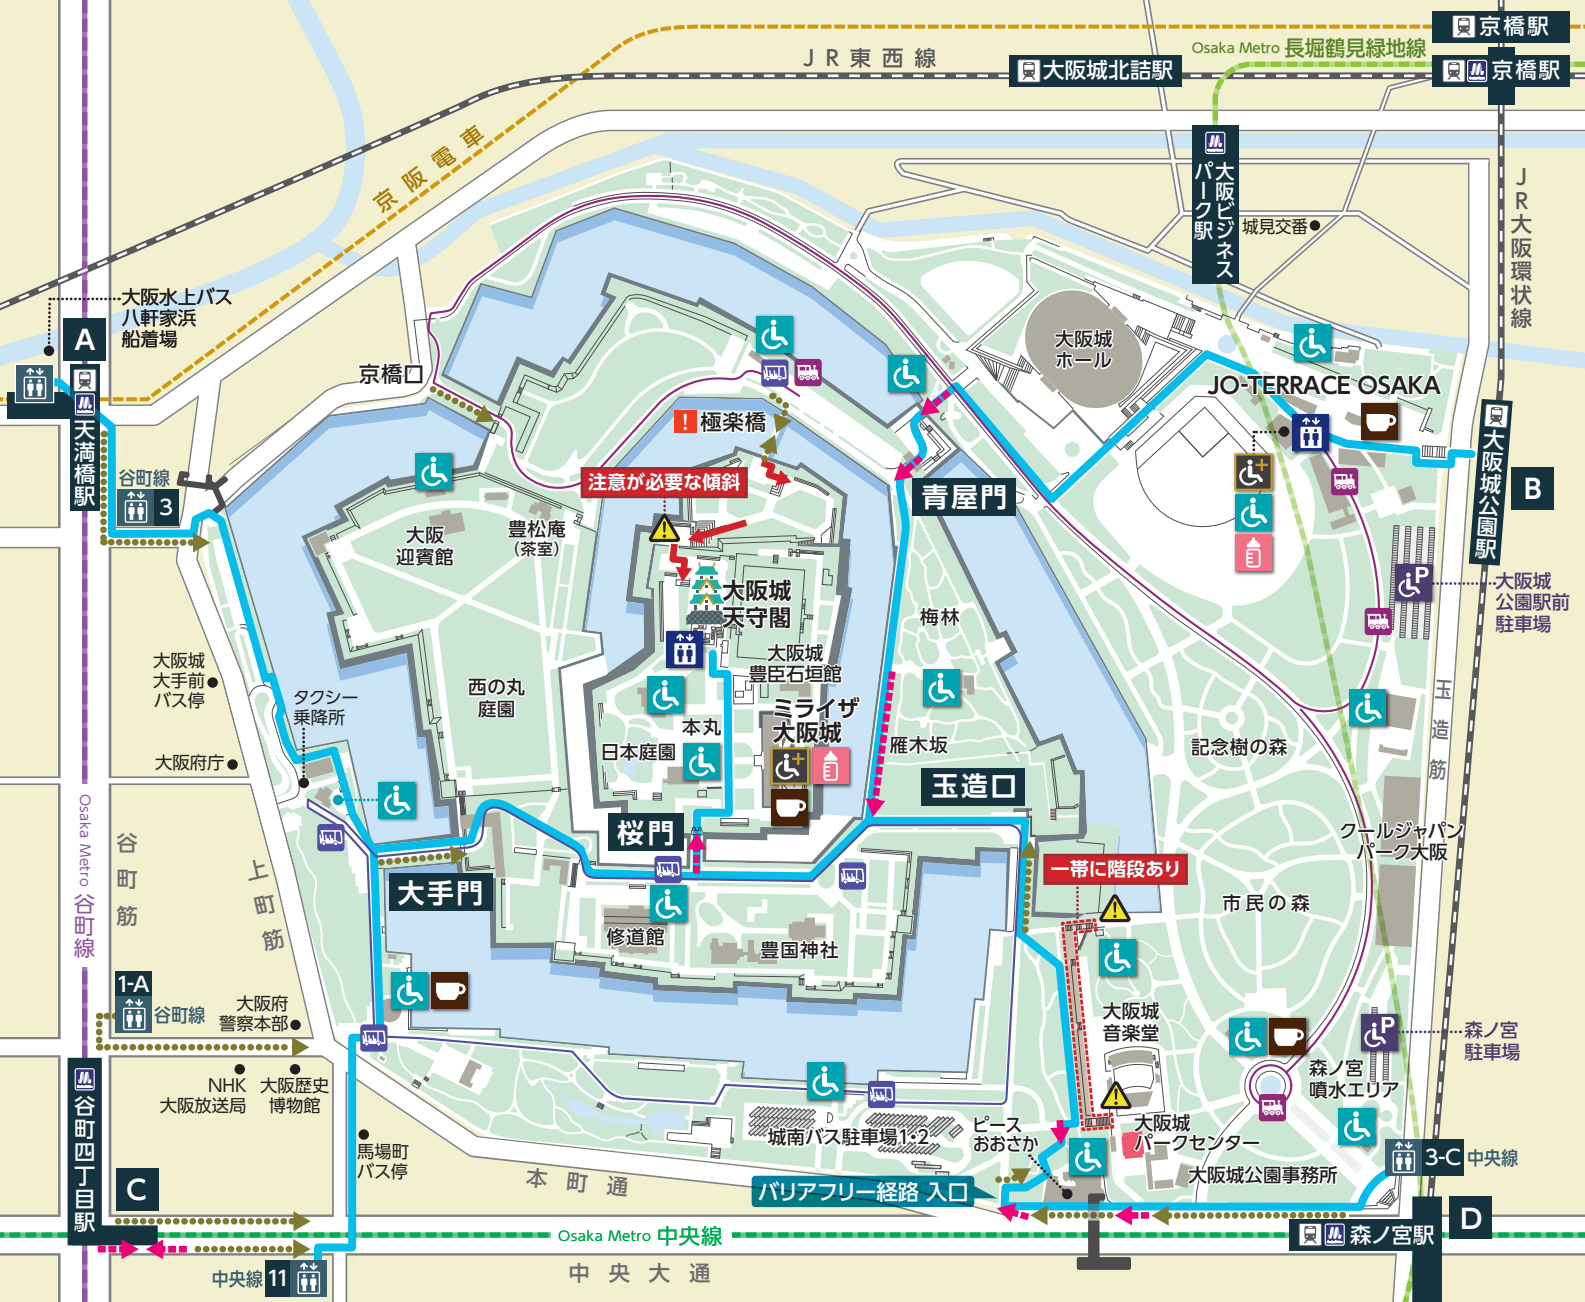 京橋駅
Osaka Metro 長堀鶴見緑地線
JR東西線
大阪城北詰駅
京橋駅
京阪電車
大阪ビジネス
パーク駅
城見交番
JR大阪環状線
大阪水上バス
八軒家浜
船着場
A
京橋口
天満橋駅
谷町線
3
極楽橋
!
注意が必要な傾斜
!
大阪城
ホール
JO-TERRACE OSAKA
大阪城公園駅
B
青屋門
大阪
迎賓館
豊松庵
（茶室）
大阪城
天守閣
梅林
P
大阪城
公園駅前
駐車場
大阪城
豊臣石垣館
大阪城
大手前
バス停
タクシー
乗降所
西の丸
庭園
ミライザ
大阪城
本丸
日本庭園
雁木坂
記念樹の森
玉造筋
大阪府庁
玉造口
桜門
Osaka Metro 谷町線
谷町筋
上町筋
クールジャパン
パーク大阪
一帯に階段あり
!
大手門
市民の森
修道館
豊国神社
1-A
谷町線
大阪府
警察本部
大阪城
音楽堂
P
森ノ宮
駐車場
谷町四丁目駅
NHK
大阪放送局
大阪歴史
博物館
森ノ宮
噴水エリア
!
城南バス駐車場1・2
ピース
おおさか
大阪城
パークセンター
馬場町
バス停
3-C 中央線
本町通
バリアフリー経路 入口
大阪城公園事務所
C
D
Osaka Metro 中央線
森ノ宮駅
中央線 11
中央大通